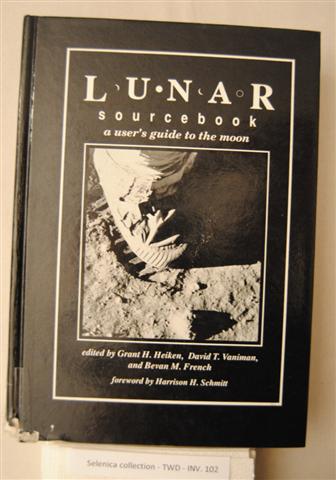 LUNAR
sourcebook
a user's guide to the moon
edited by Grant H. Heiken, David T. Vaniman,
and Bevan M. French
foreword by Harrison H. Schmitt
Selenica collection - TWD - INV. 102